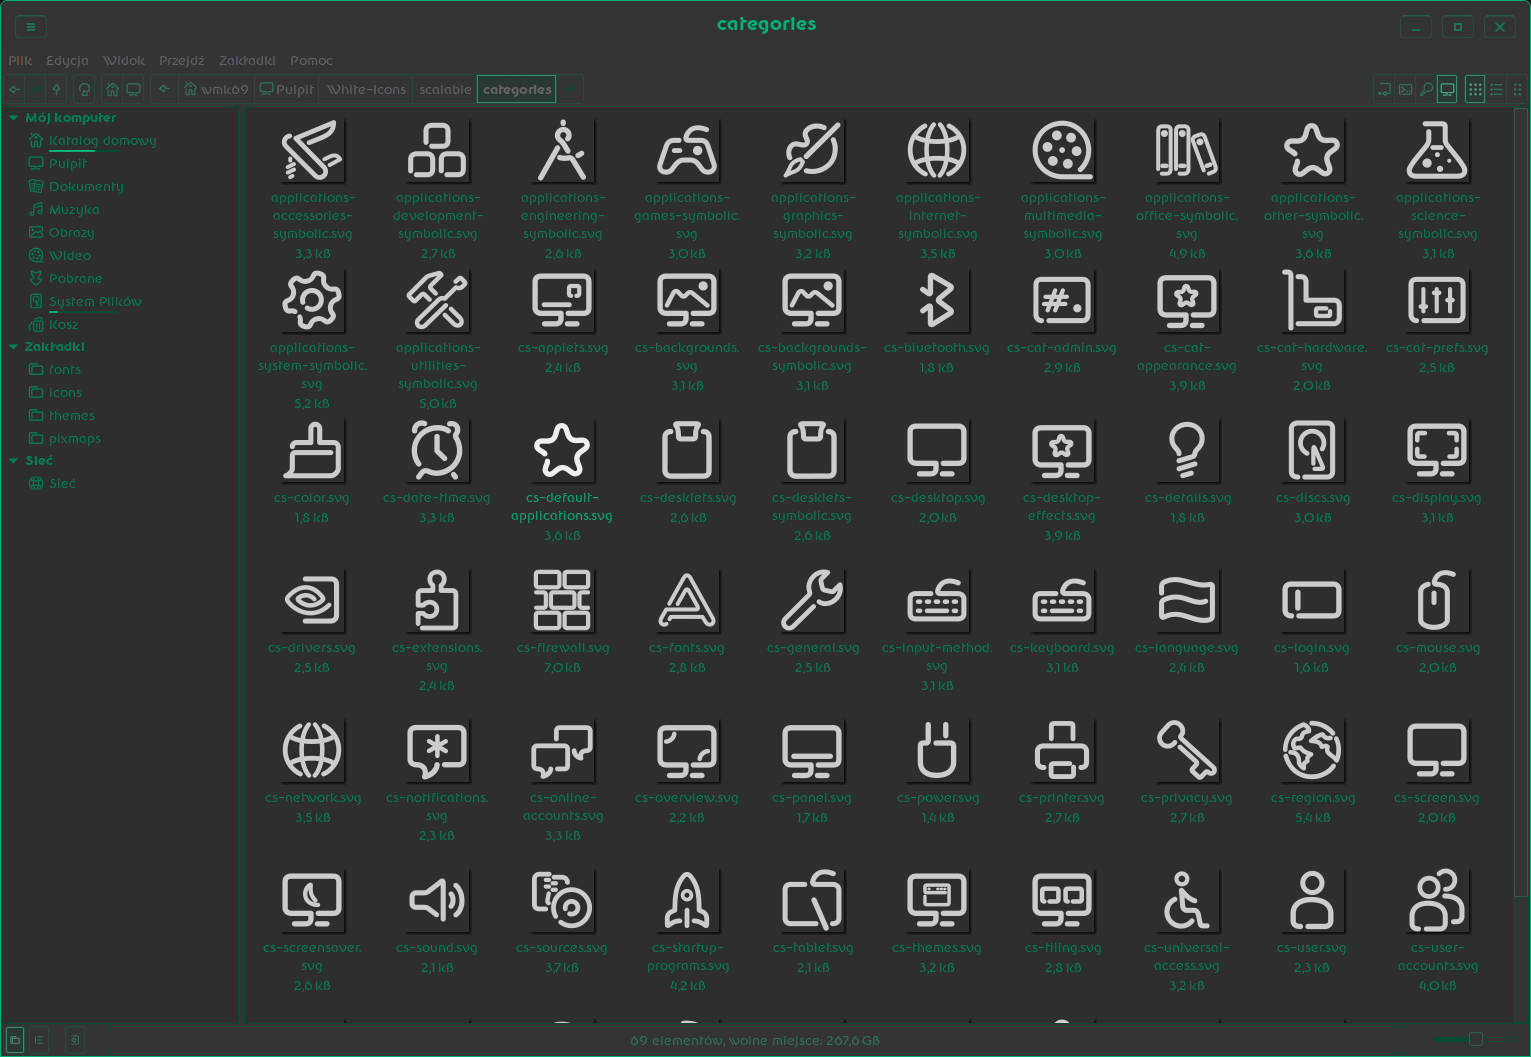 categories
Plik Edycja Widok Przejdź Zakładki Pomoc
wmk69 Pulpit White-Icons scalable categories
Mój komputer
Katalog domowy
Pulpit
Dokumenty
Muzyka
Obrazy
Wideo
Pobrane
System Plików
Kosz
Zakładki
fonts
icons
themes
pixmaps
Sieć
Sieć
applications-accessories-symbolic.svg
3,3 kB
applications-development-symbolic.svg
2,7 kB
applications-engineering-symbolic.svg
2,6 kB
applications-games-symbolic.svg
3,0 kB
applications-graphics-symbolic.svg
3,2 kB
applications-internet-symbolic.svg
3,5 kB
applications-multimedia-symbolic.svg
3,0 kB
applications-office-symbolic.svg
4,9 kB
applications-other-symbolic.svg
3,6 kB
applications-science-symbolic.svg
3,1 kB
applications-system-symbolic.svg
5,2 kB
applications-utilities-symbolic.svg
5,0 kB
cs-applets.svg
2,4 kB
cs-backgrounds.svg
3,1 kB
cs-backgrounds-symbolic.svg
3,1 kB
cs-bluetooth.svg
1,8 kB
cs-cat-admin.svg
2,9 kB
cs-cat-appearance.svg
3,9 kB
cs-cat-hardware.svg
2,0 kB
cs-cat-prefs.svg
2,5 kB
cs-color.svg
1,8 kB
cs-date-time.svg
3,3 kB
cs-default-applications.svg
3,6 kB
cs-desklets.svg
2,6 kB
cs-desklets-symbolic.svg
2,6 kB
cs-desktop.svg
2,0 kB
cs-desktop-effects.svg
3,9 kB
cs-details.svg
1,8 kB
cs-discs.svg
3,0 kB
cs-display.svg
3,1 kB
cs-drivers.svg
2,5 kB
cs-extensions.svg
2,4 kB
cs-firewall.svg
7,0 kB
cs-fonts.svg
2,8 kB
cs-general.svg
2,5 kB
cs-input-method.svg
3,1 kB
cs-keyboard.svg
3,1 kB
cs-language.svg
2,4 kB
cs-login.svg
1,6 kB
cs-mouse.svg
2,0 kB
cs-network.svg
3,5 kB
cs-notifications.svg
2,3 kB
cs-online-accounts.svg
3,3 kB
cs-overview.svg
2,2 kB
cs-panel.svg
1,7 kB
cs-power.svg
1,4 kB
cs-printer.svg
2,7 kB
cs-privacy.svg
2,7 kB
cs-region.svg
5,4 kB
cs-screen.svg
2,0 kB
cs-screensaver.svg
2,6 kB
cs-sound.svg
2,1 kB
cs-sources.svg
3,7 kB
cs-startup-programs.svg
4,2 kB
cs-tablet.svg
2,1 kB
cs-themes.svg
3,2 kB
cs-tiling.svg
2,8 kB
cs-universal-access.svg
3,2 kB
cs-user.svg
2,3 kB
cs-user-accounts.svg
4,0 kB
69 elementów, wolne miejsce: 267,6 GB